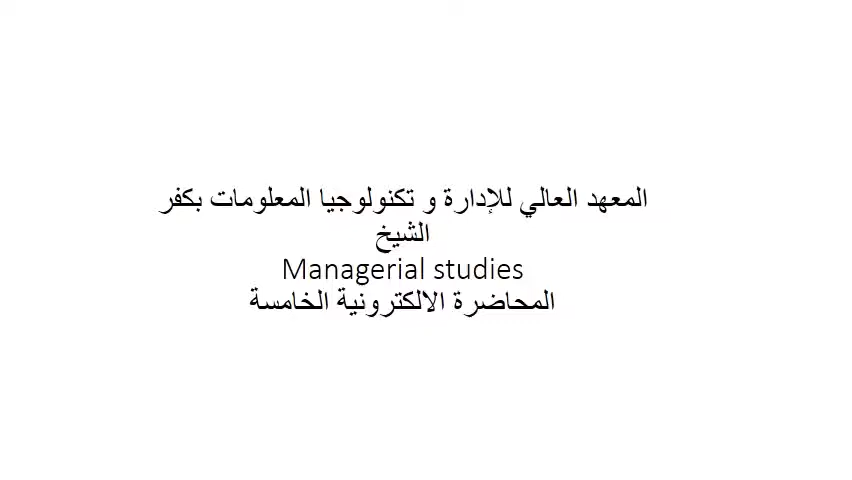 المعهد العالي للإدارة و تكنولوجيا المعلومات بكفر
الشيخ
Managerial studies
المحاضرة الالكترونية الخامسة